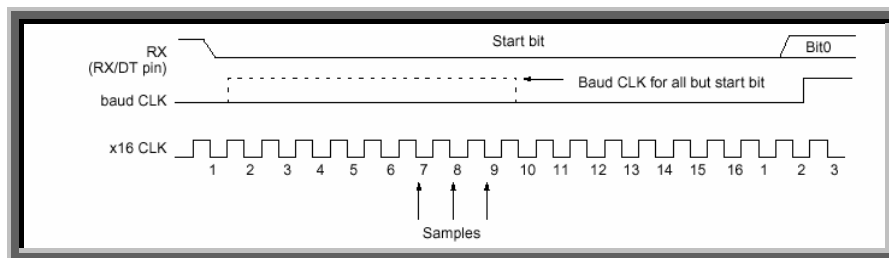 Start bit
RX
(RX/DT pin)
Bit0
Baud CLK for all but start bit
baud CLK
x16 CLK
1 2 3 4 5 6 7 8 9 10 11 12 13 14 15 16 1 2 3
Samples